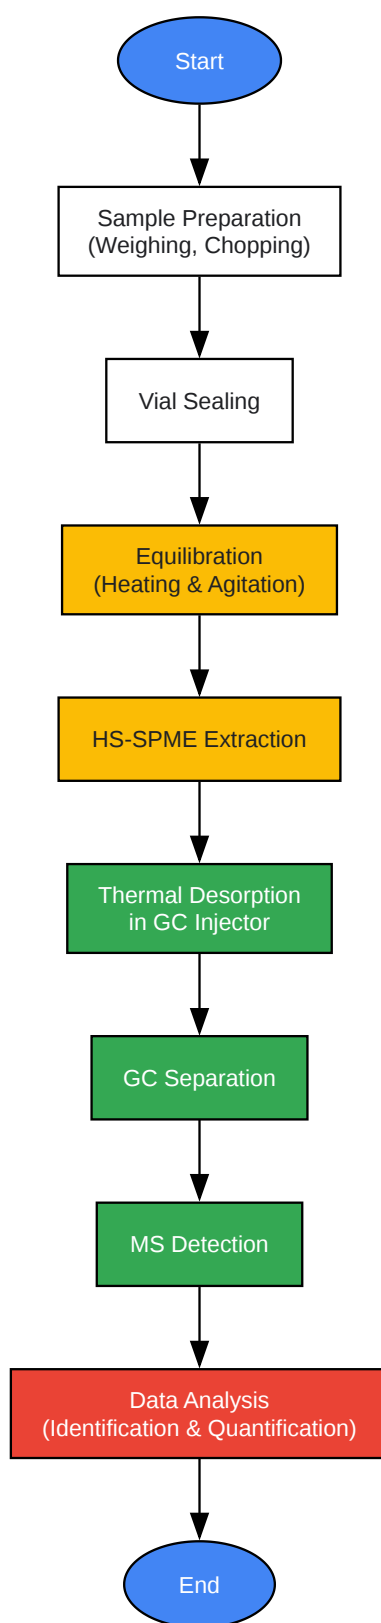 Start
Sample Preparation
(Weighing, Chopping)
Vial Sealing
Equilibration
(Heating & Agitation)
HS-SPME Extraction
Thermal Desorption
in GC Injector
GC Separation
MS Detection
Data Analysis
(Identification & Quantification)
End